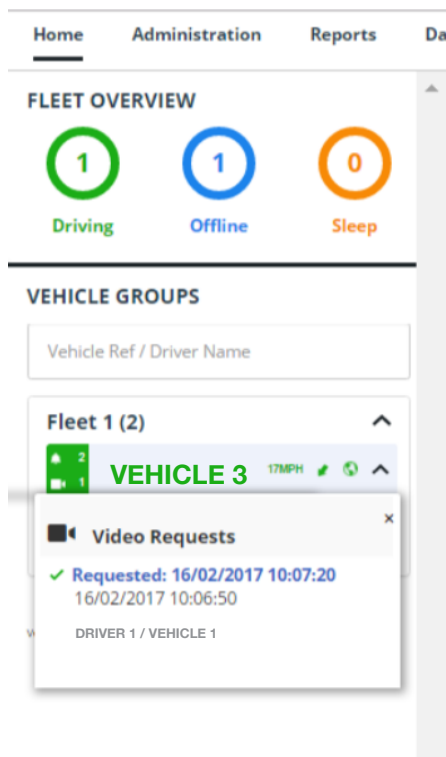 Home Administration Reports Da
FLEET OVERVIEW
1 1 0
Driving Offline Sleep
VEHICLE GROUPS
Vehicle Ref / Driver Name
Fleet 1 (2)
2
1 VEHICLE 3 17MPH
×
Video Requests
Requested: 16/02/2017 10:07:20
16/02/2017 10:06:50
DRIVER 1 / VEHICLE 1